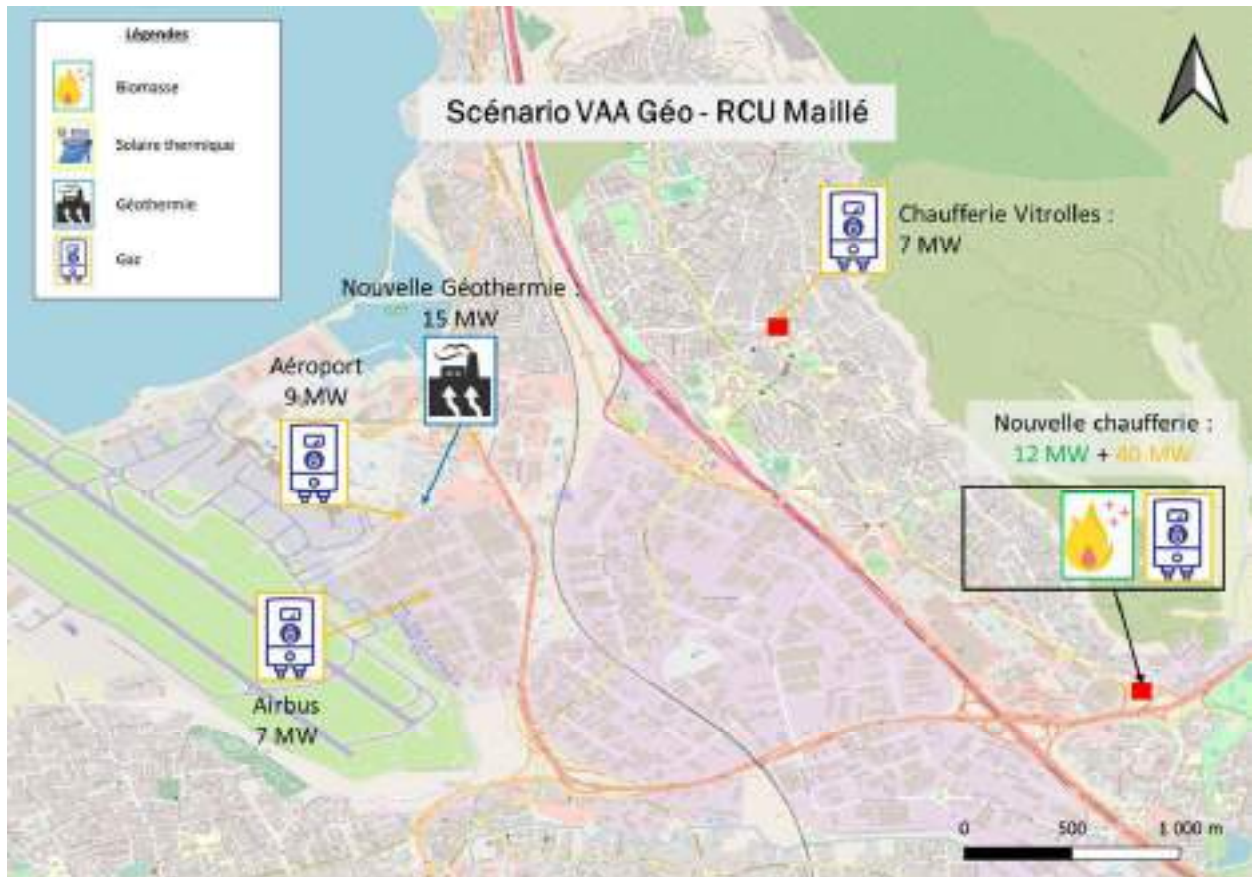 Légendes
Biomasse
Solaire thermique
Géothermie
Gaz
Scénario VAA Géo - RCU Maillé
Chaufferie Vitrolles :
7 MW
Nouvelle Géothermie :
15 MW
Aéroport
9 MW
Nouvelle chaufferie :
12 MW + 40 MW
Airbus
7 MW
0 500 1 000 m